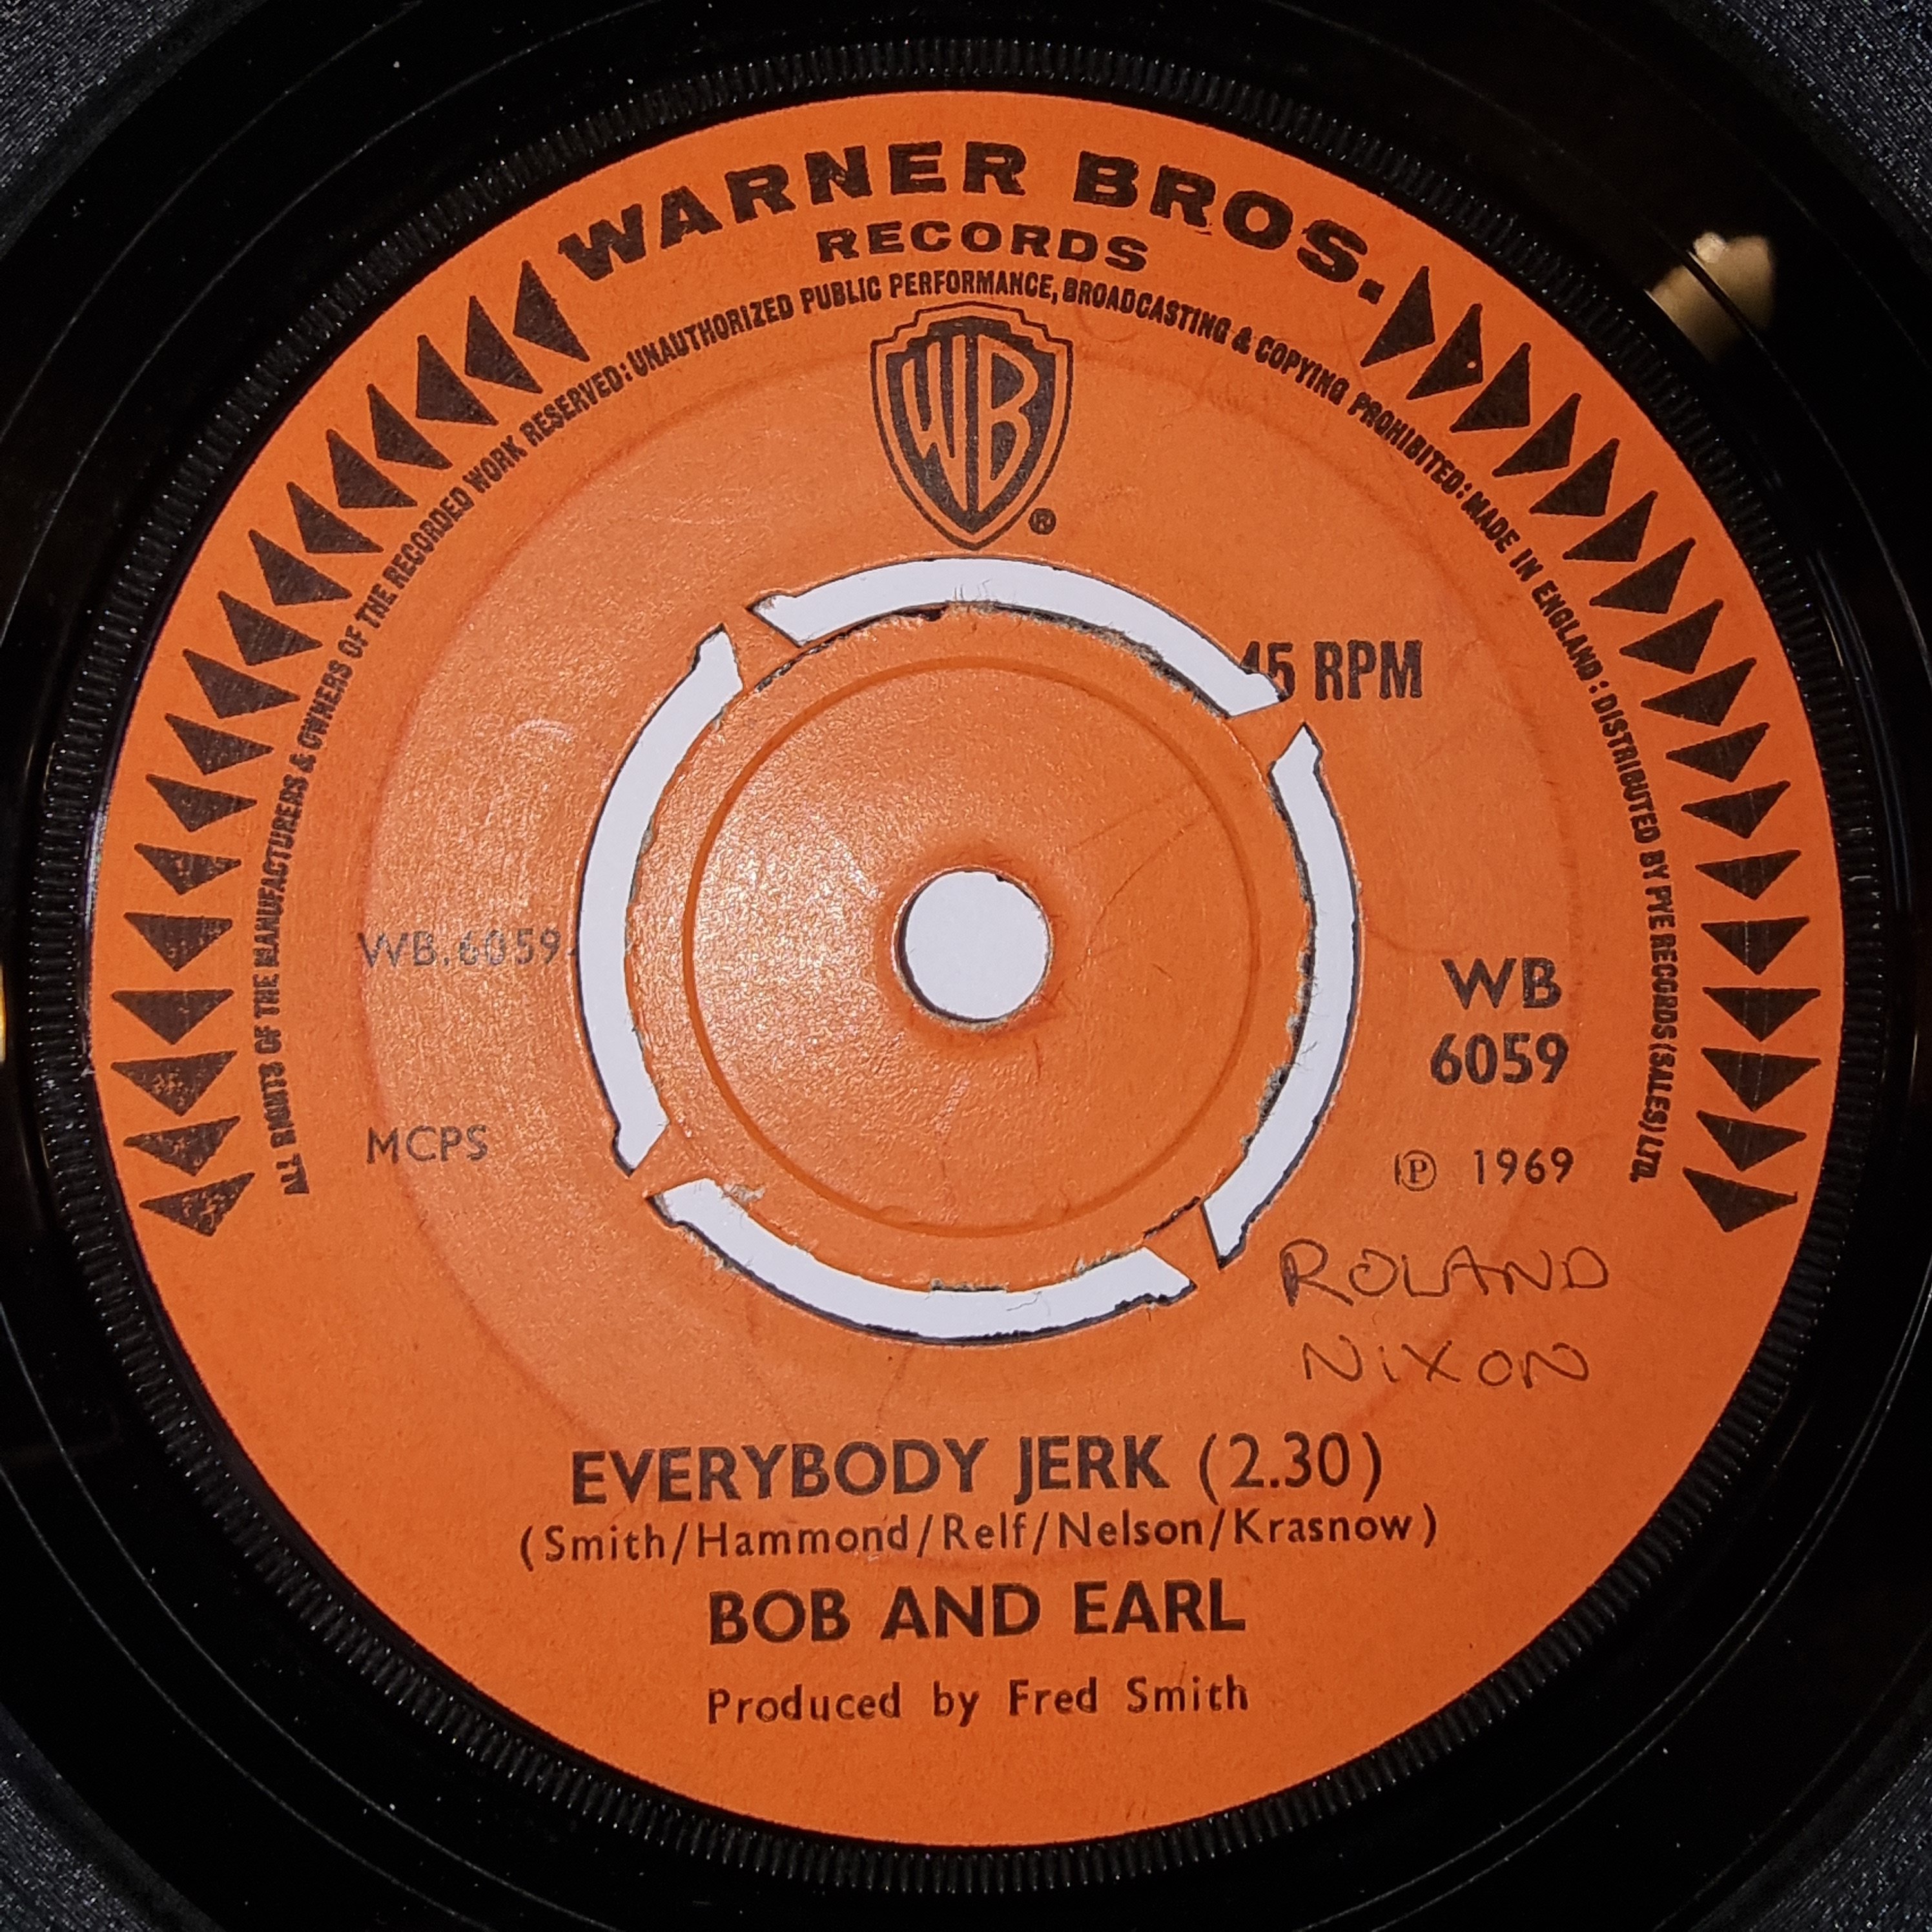 WARNER BROS.
RECORDS
ALL RIGHTS OF THE MANUFACTURERS & OWNERS OF THE RECORDED WORK RESERVED: UNAUTHORIZED PUBLIC PERFORMANCE, BROADCASTING & COPYING PROHIBITED: MADE IN ENGLAND: DISTRIBUTED BY PYE RECORDS (SALES) LTD.
WB
®
45 RPM
WB.6059
WB
6059
MCPS
Ⓟ 1969
ROLAND
NIXON
EVERYBODY JERK (2.30)
(Smith/Hammond/Relf/Nelson/Krasnow)
BOB AND EARL
Produced by Fred Smith